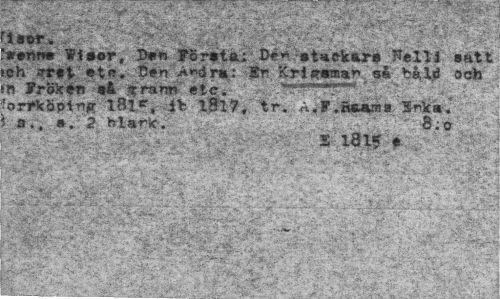 Visor.
Tvenne Wisor, Den Första: Den stackars Nelli satt
och gret etc. Den Andra: En Krigsman så båld och
en Fröken så grann etc.
Norrköping 1815, ib 1817, tr. A.F.Raams Enka.
8 s., s. 2 blank. 8:o
E 1815 e